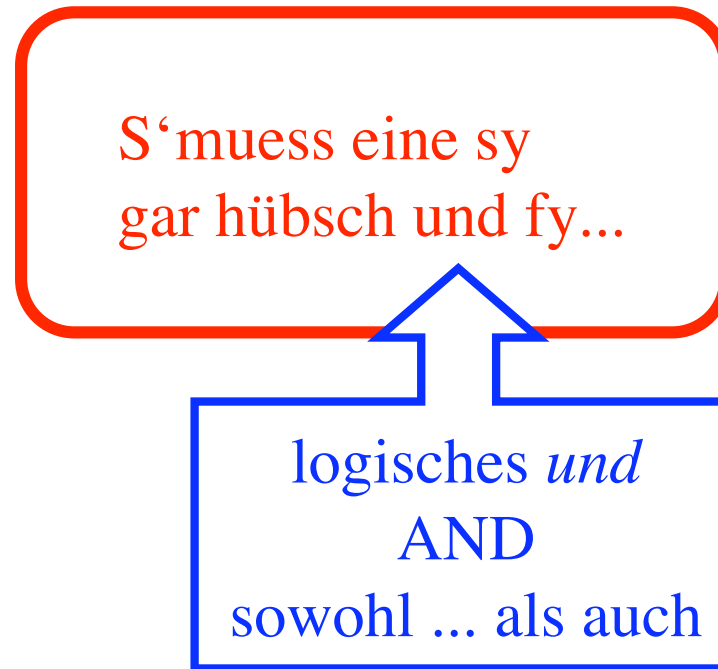 S‘muess eine sy
gar hübsch und fy...
logisches und
AND
sowohl ... als auch